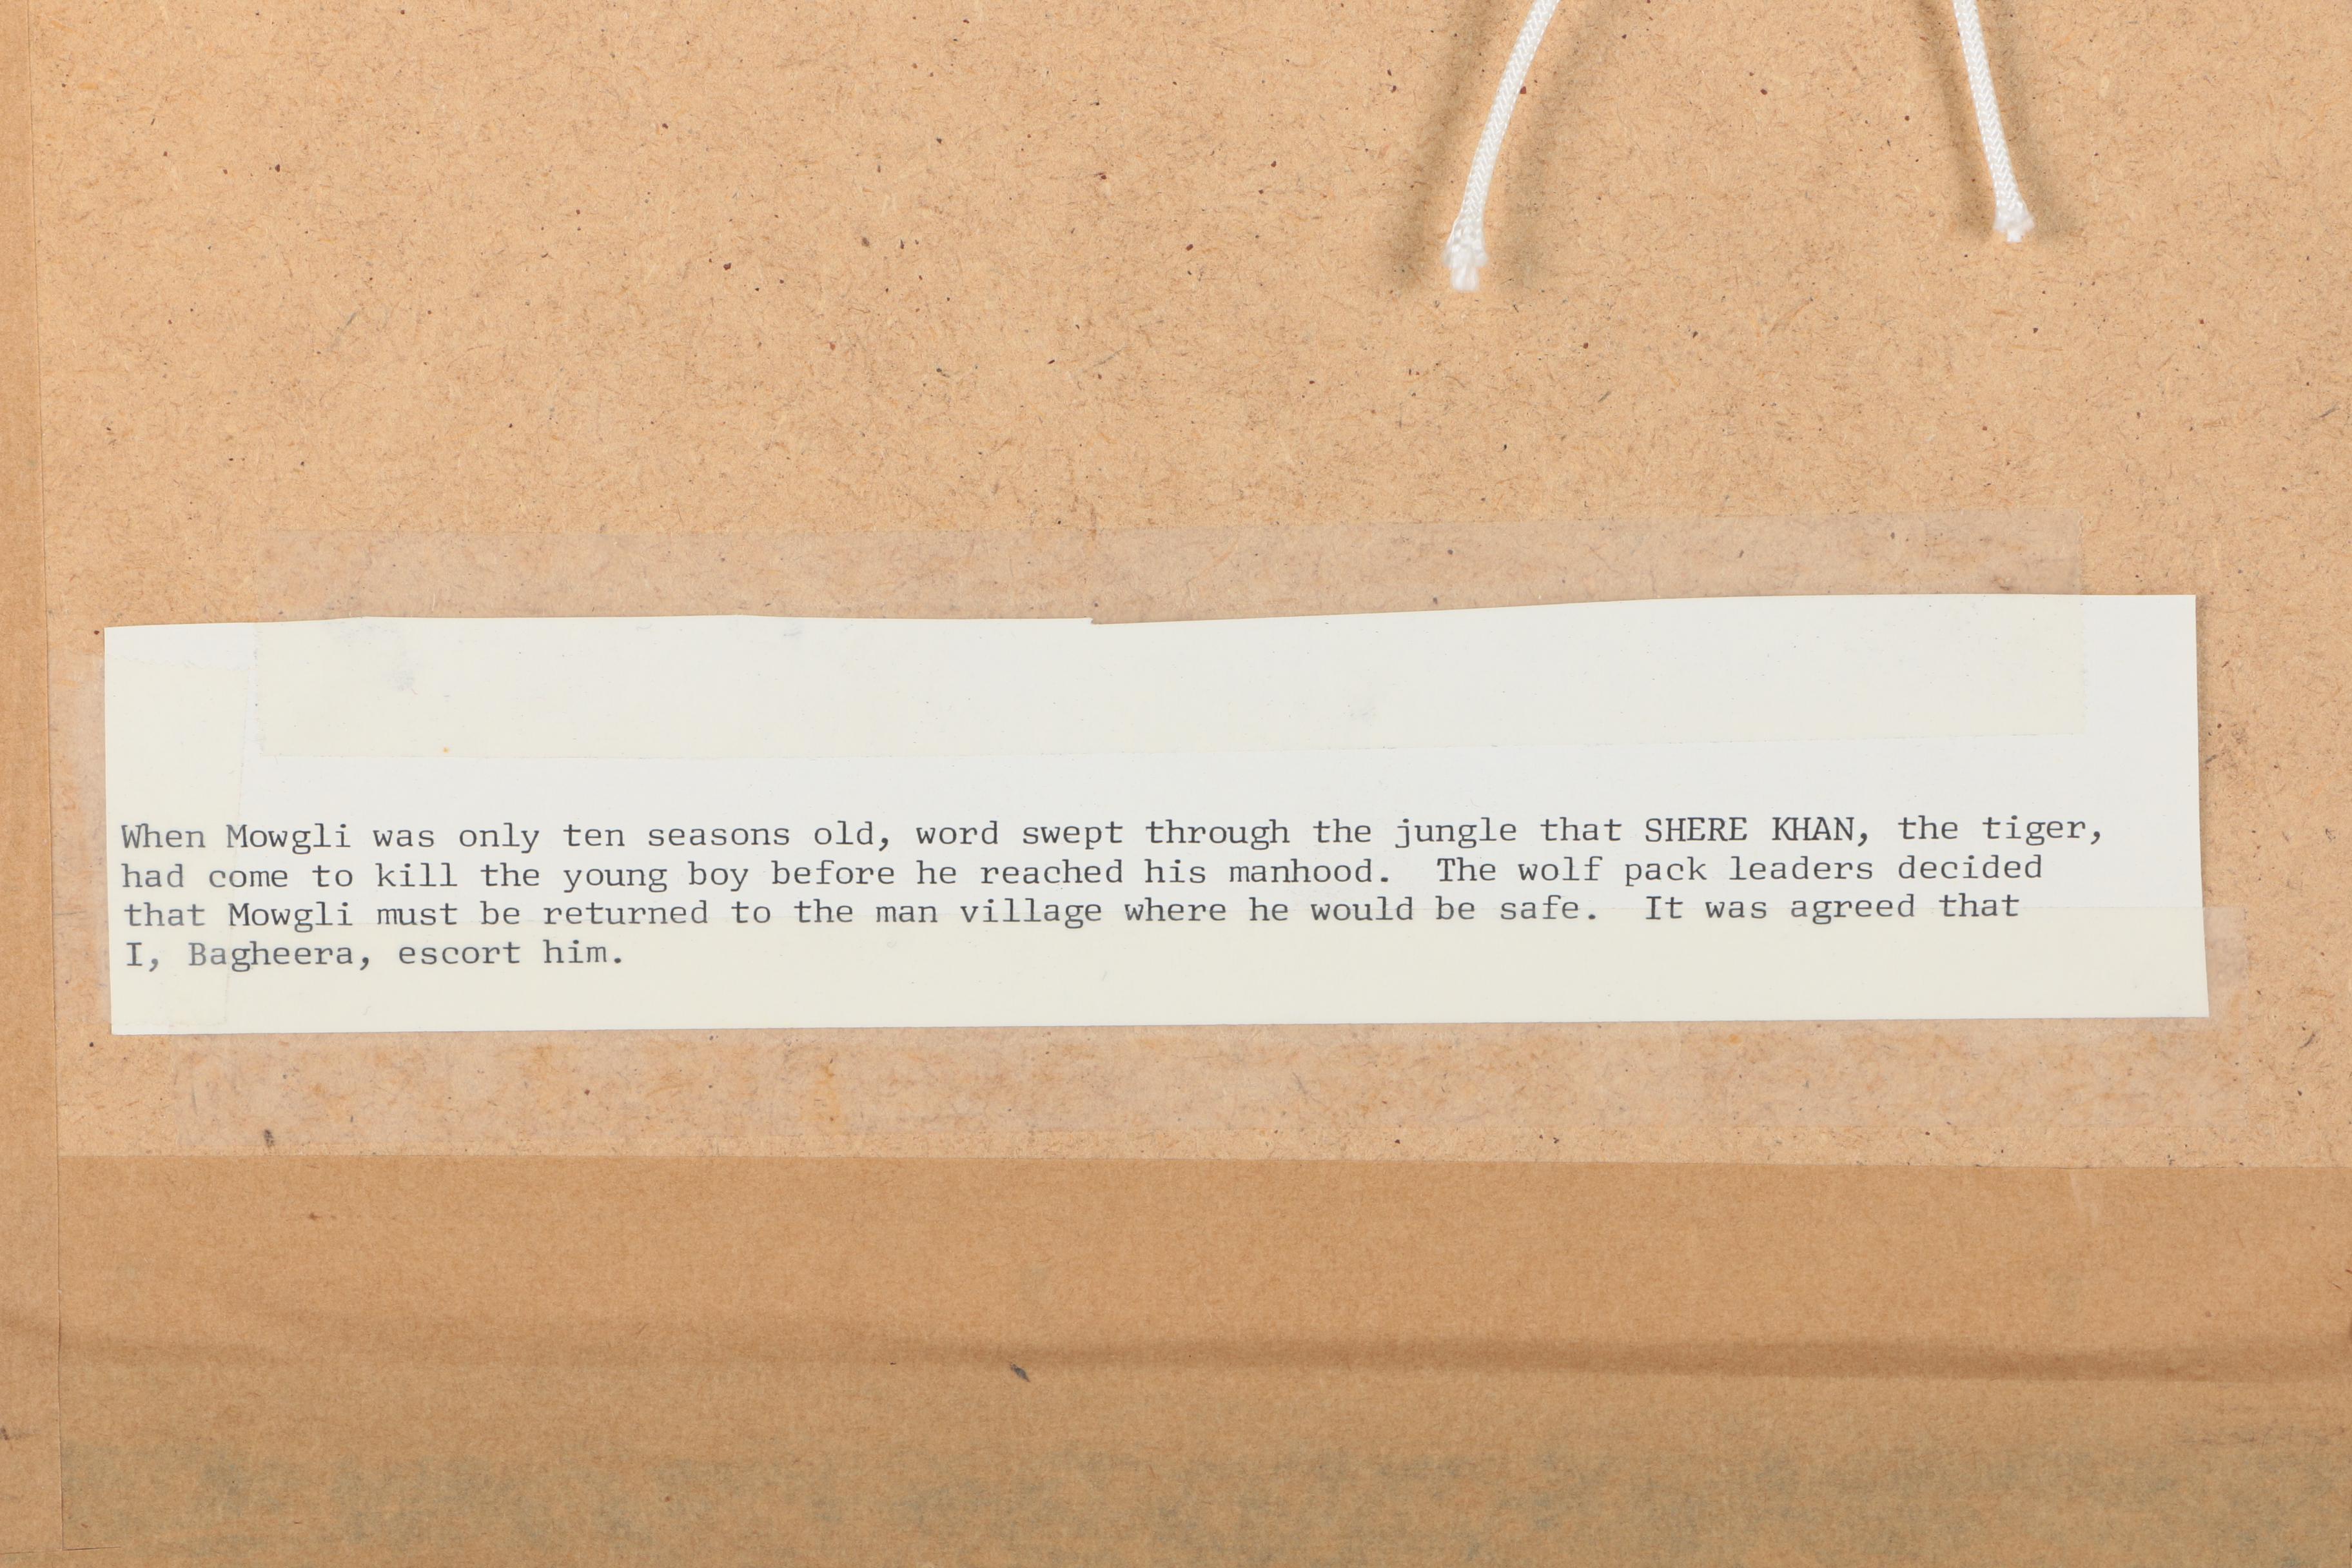 When Mowgli was only ten seasons old, word swept through the jungle that SHERE KHAN, the tiger,
had come to kill the young boy before he reached his manhood.  The wolf pack leaders decided
that Mowgli must be returned to the man village where he would be safe.  It was agreed that
I, Bagheera, escort him.